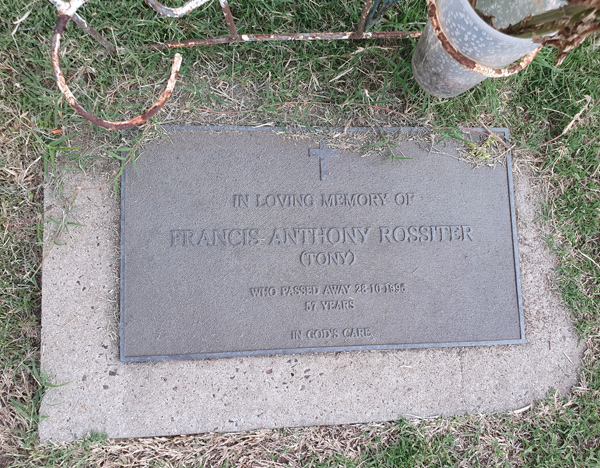 IN LOVING MEMORY OF
FRANCIS ANTHONY ROSSITER
(TONY)
WHO PASSED AWAY 28-10-1995
57 YEARS
IN GOD'S CARE